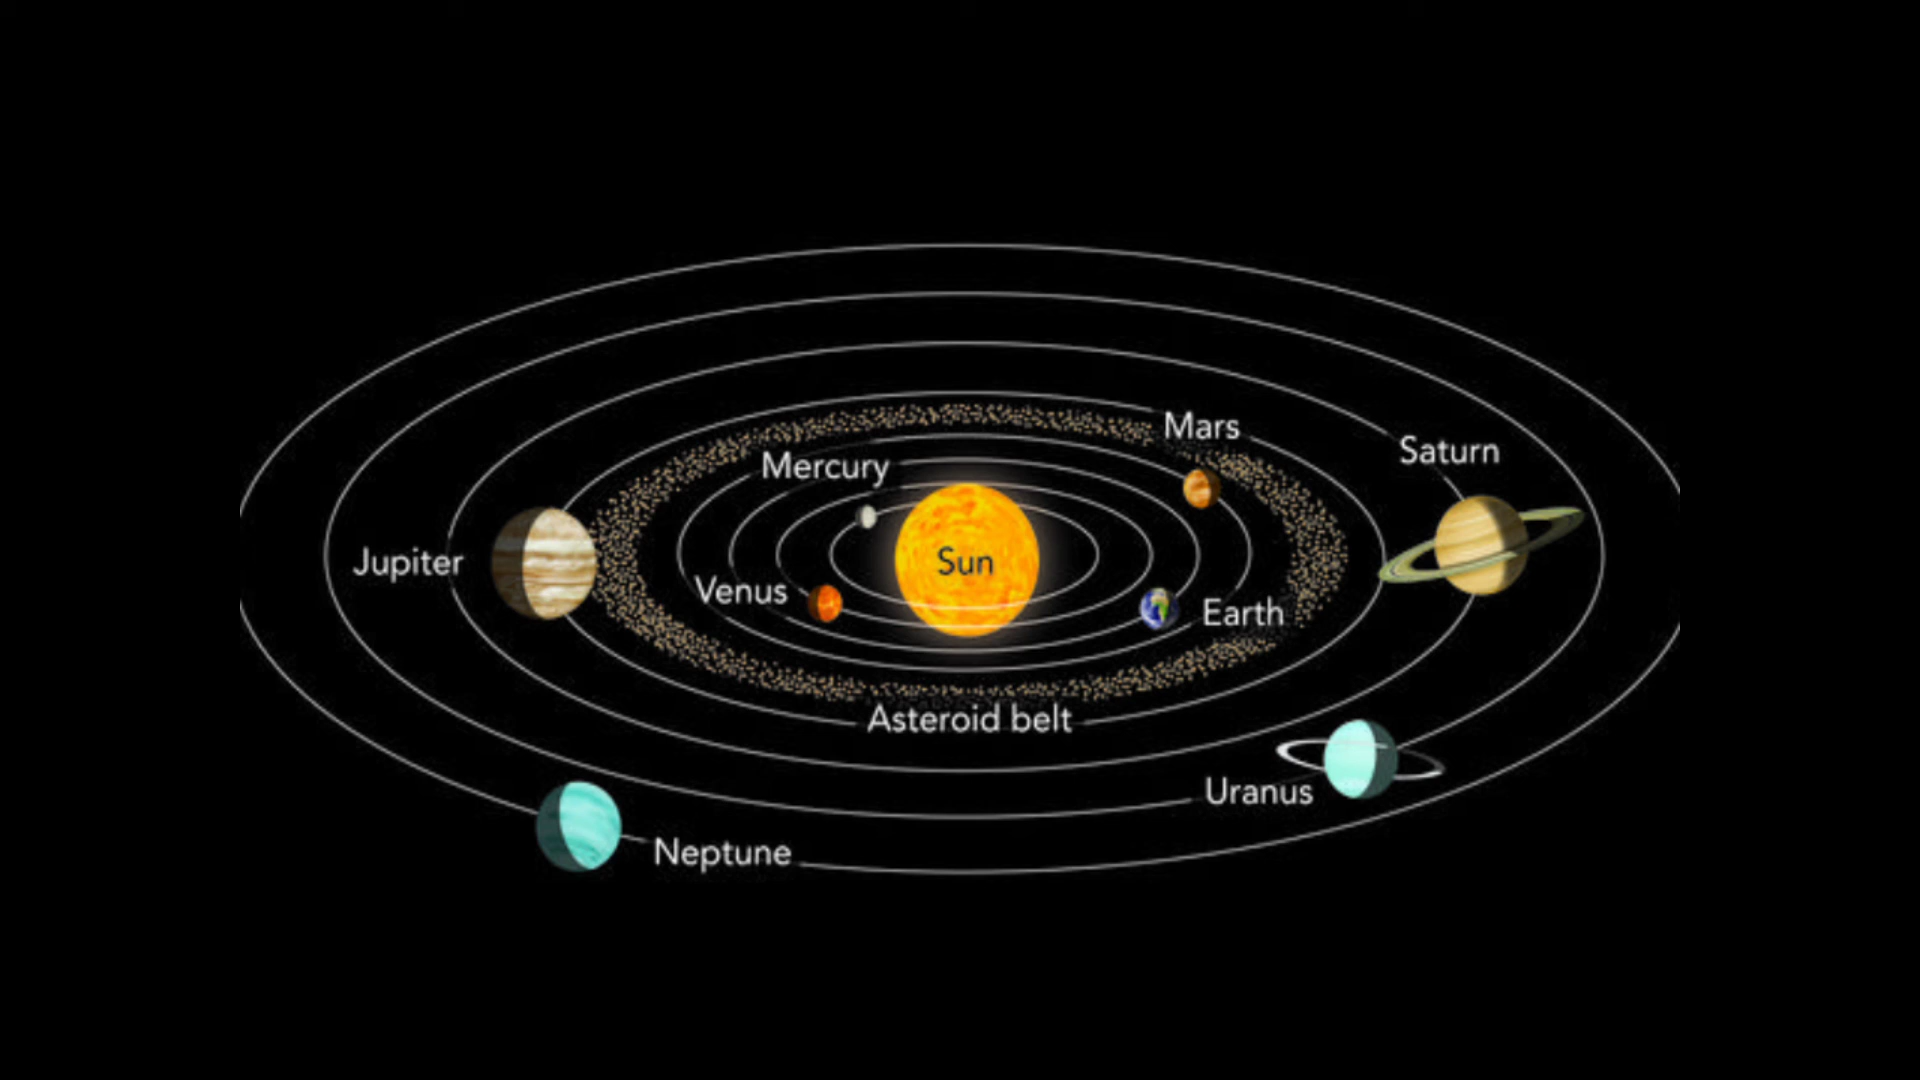 Mars
Saturn
Mercury
Jupiter
Sun
Venus
Earth
Asteroid belt
Uranus
Neptune